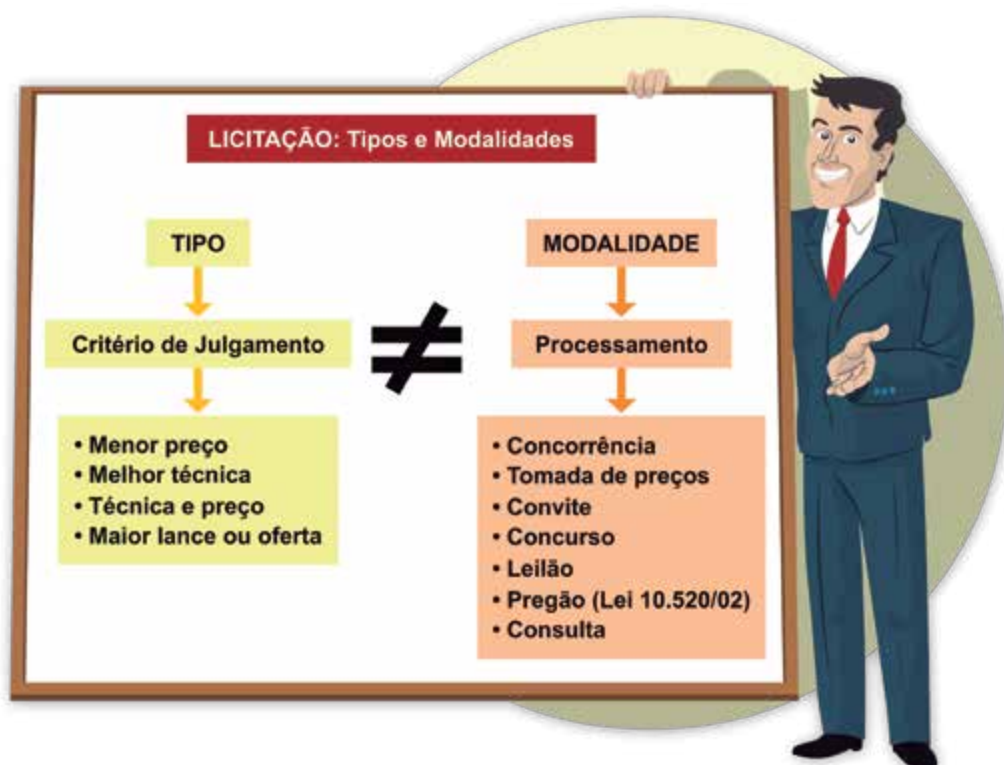 LICITAÇÃO: Tipos e Modalidades
TIPO
Critério de Julgamento
• Menor preço
• Melhor técnica
• Técnica e preço
• Maior lance ou oferta
≠
MODALIDADE
Processamento
• Concorrência
• Tomada de preços
• Convite
• Concurso
• Leilão
• Pregão (Lei 10.520/02)
• Consulta